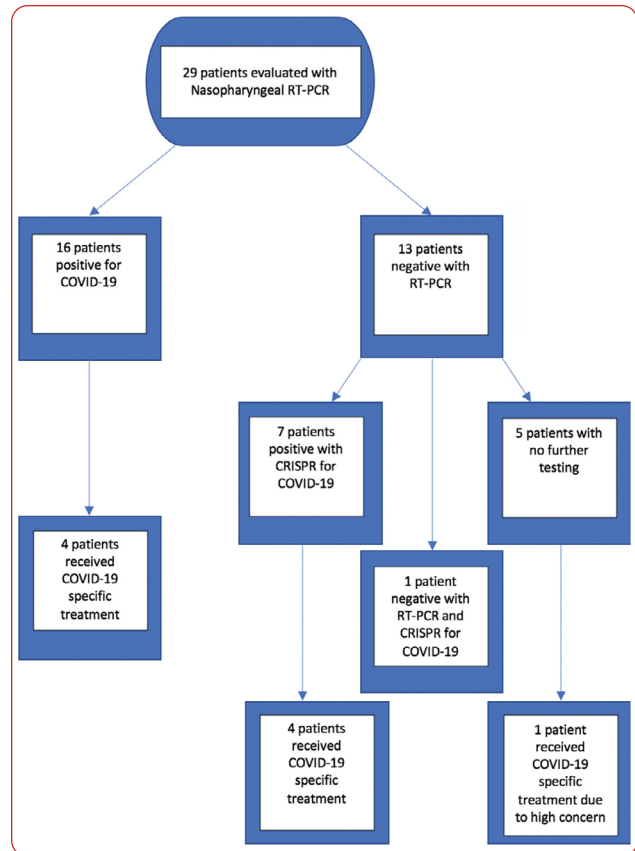 29 patients evaluated with
Nasopharyngeal RT-PCR
16 patients
positive for
COVID-19
13 patients
negative with
RT-PCR
7 patients
positive with
CRISPR for
COVID-19
5 patients with
no further
testing
4 patients
received
COVID-19
specific
treatment
1 patient
negative with
RT-PCR and
CRISPR for
COVID-19
4 patients
received
COVID-19
specific
treatment
1 patient
received
COVID-19
specific
treatment due
to high concern